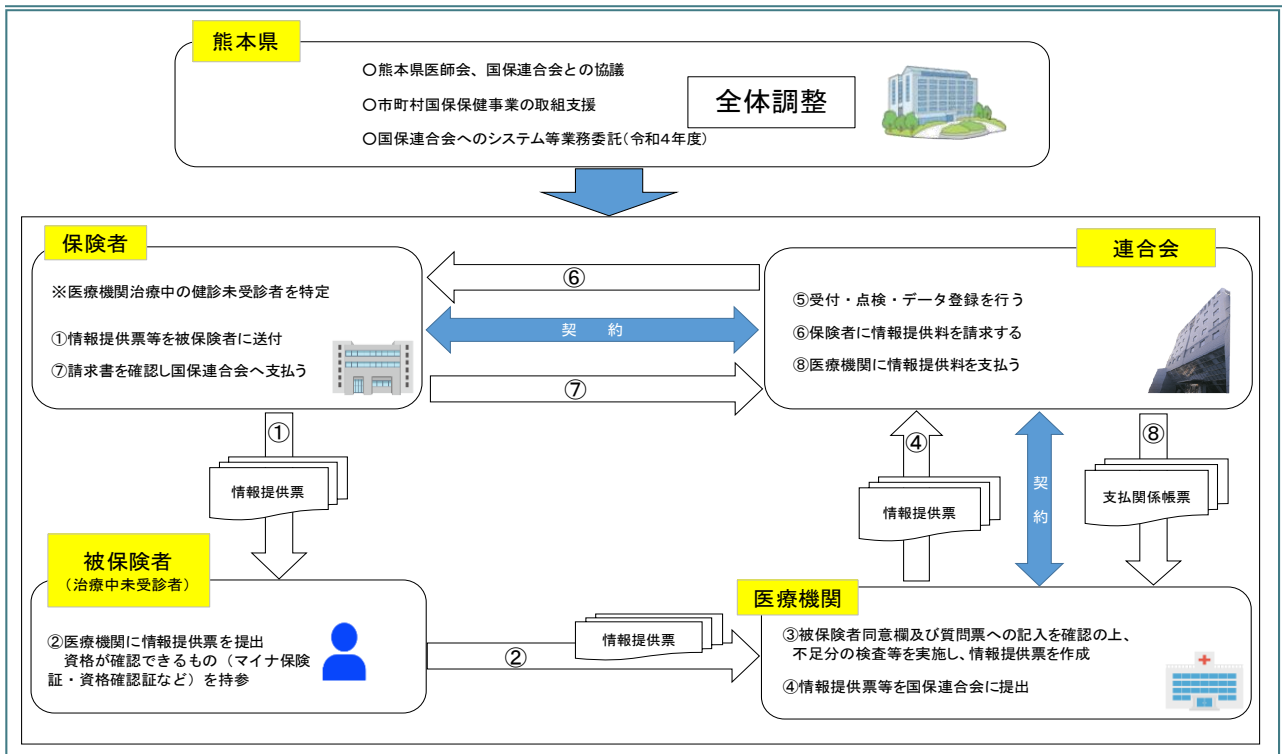 熊本県
〇熊本県医師会、国保連合会との協議
〇市町村国保保健事業の取組支援
〇国保連合会へのシステム等業務委託(令和4年度)
全体調整
保険者
※医療機関治療中の健診未受診者を特定
①情報提供票等を被保険者に送付
⑦請求書を確認し国保連合会へ支払う
⑥
契 約
⑦
連合会
⑤受付・点検・データ登録を行う
⑥保険者に情報提供料を請求する
⑧医療機関に情報提供料を支払う
①
情報提供票
④
情報提供票
契約
⑧
支払関係帳票
被保険者
(治療中未受診者)
②医療機関に情報提供票を提出
資格が確認できるもの(マイナ保険
証・資格確認証など)を持参
②
情報提供票
医療機関
③被保険者同意欄及び質問票への記入を確認の上、
不足分の検査等を実施し、情報提供票を作成
④情報提供票等を国保連合会に提出